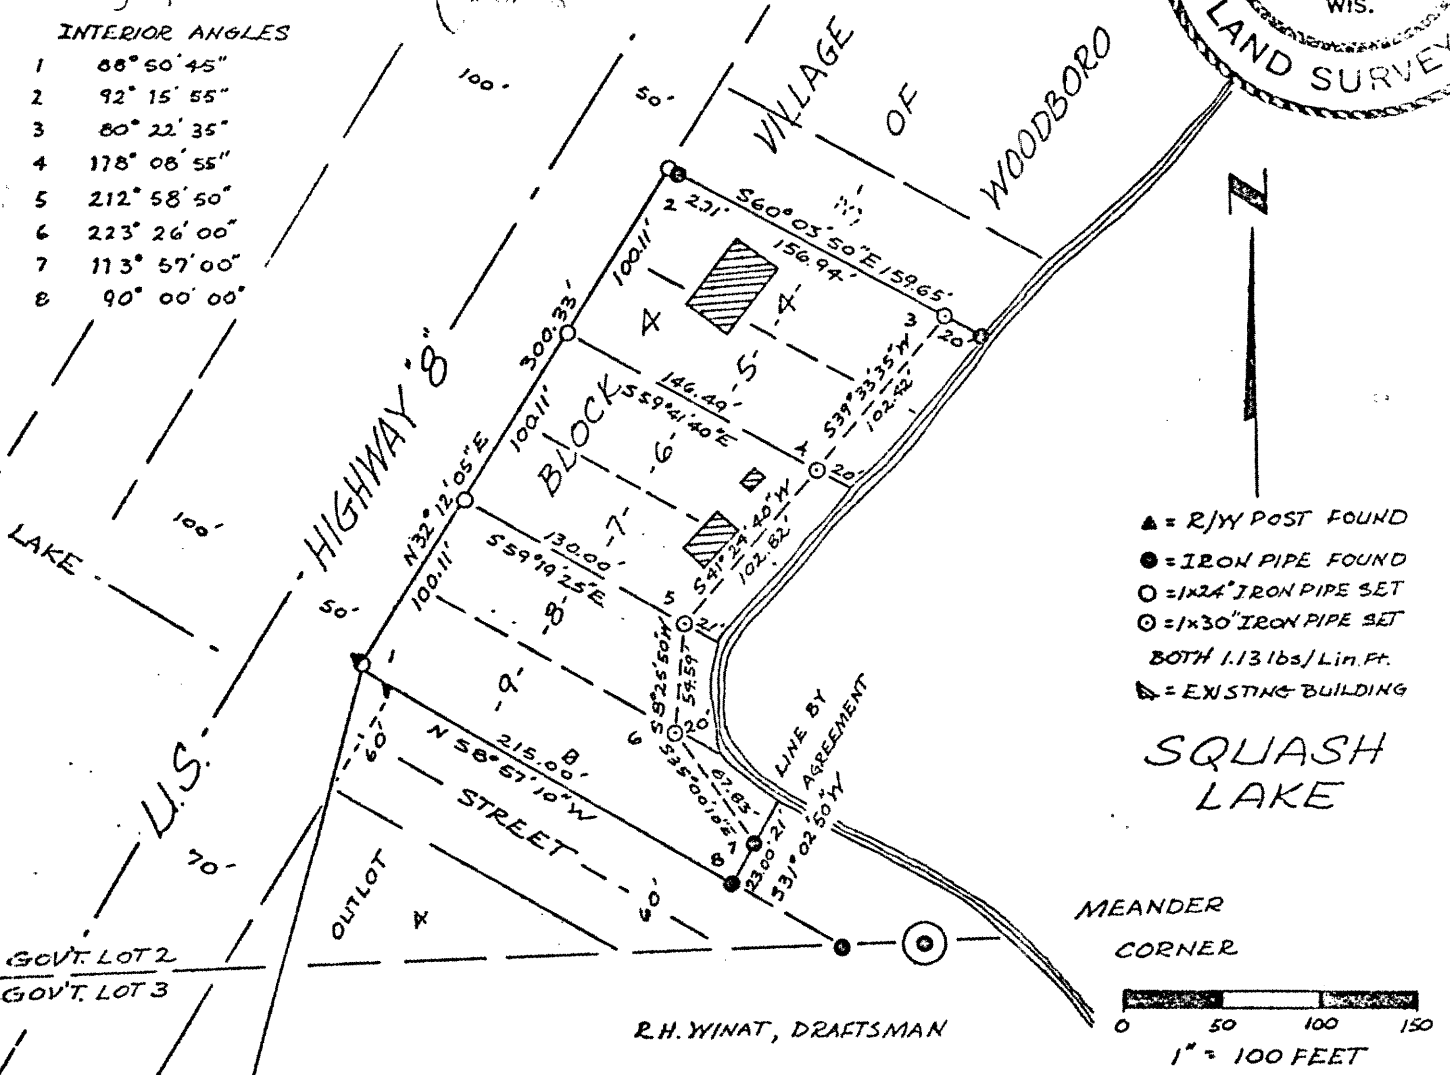 INTERIOR ANGLES
1 88° 50' 45"
2 92° 15' 55"
3 80° 22' 35"
4 178° 08' 55"
5 212° 58' 50"
6 223° 26' 00"
7 113° 57' 00"
8 90° 00' 00"
WIS.
LAND SURVEY
100'
50'
VILLAGE
OF
WOODBORO
2
2.71'
S60°03'50"E 159.65'
156.94'
3
20'
100.11'
300.33'
4
-4-
-5-
S39°33'35"W
102.42'
146.49'
S59°41'40"E
100.11'
BLOCK
-6-
4
20'
HIGHWAY "8"
U.S.
N32°12'05"E
100.11'
130.00'
S59°19'25"E
-7-
S41°24'40"W
102.82'
5
21'
LAKE
100'
50'
1
-8-
-9-
S8°25'50"W
54.59'
6
20'
60'
215.00'
N58°57'10"W
S35°00'10"E
67.83'
LINE BY
AGREEMENT
7
8
23.00'
21'
S31°02'50"W
STREET
60'
70'
OUTLOT
4
GOV'T. LOT 2
GOV'T. LOT 3
N
▲ = R/W POST FOUND
● = IRON PIPE FOUND
○ = 1x24" IRON PIPE SET
⊙ = 1x30" IRON PIPE SET
BOTH 1.13 lbs/Lin. Ft.
= EXISTING BUILDING
SQUASH
LAKE
MEANDER
CORNER
R.H. WINAT, DRAFTSMAN
0 50 100 150
1" = 100 FEET